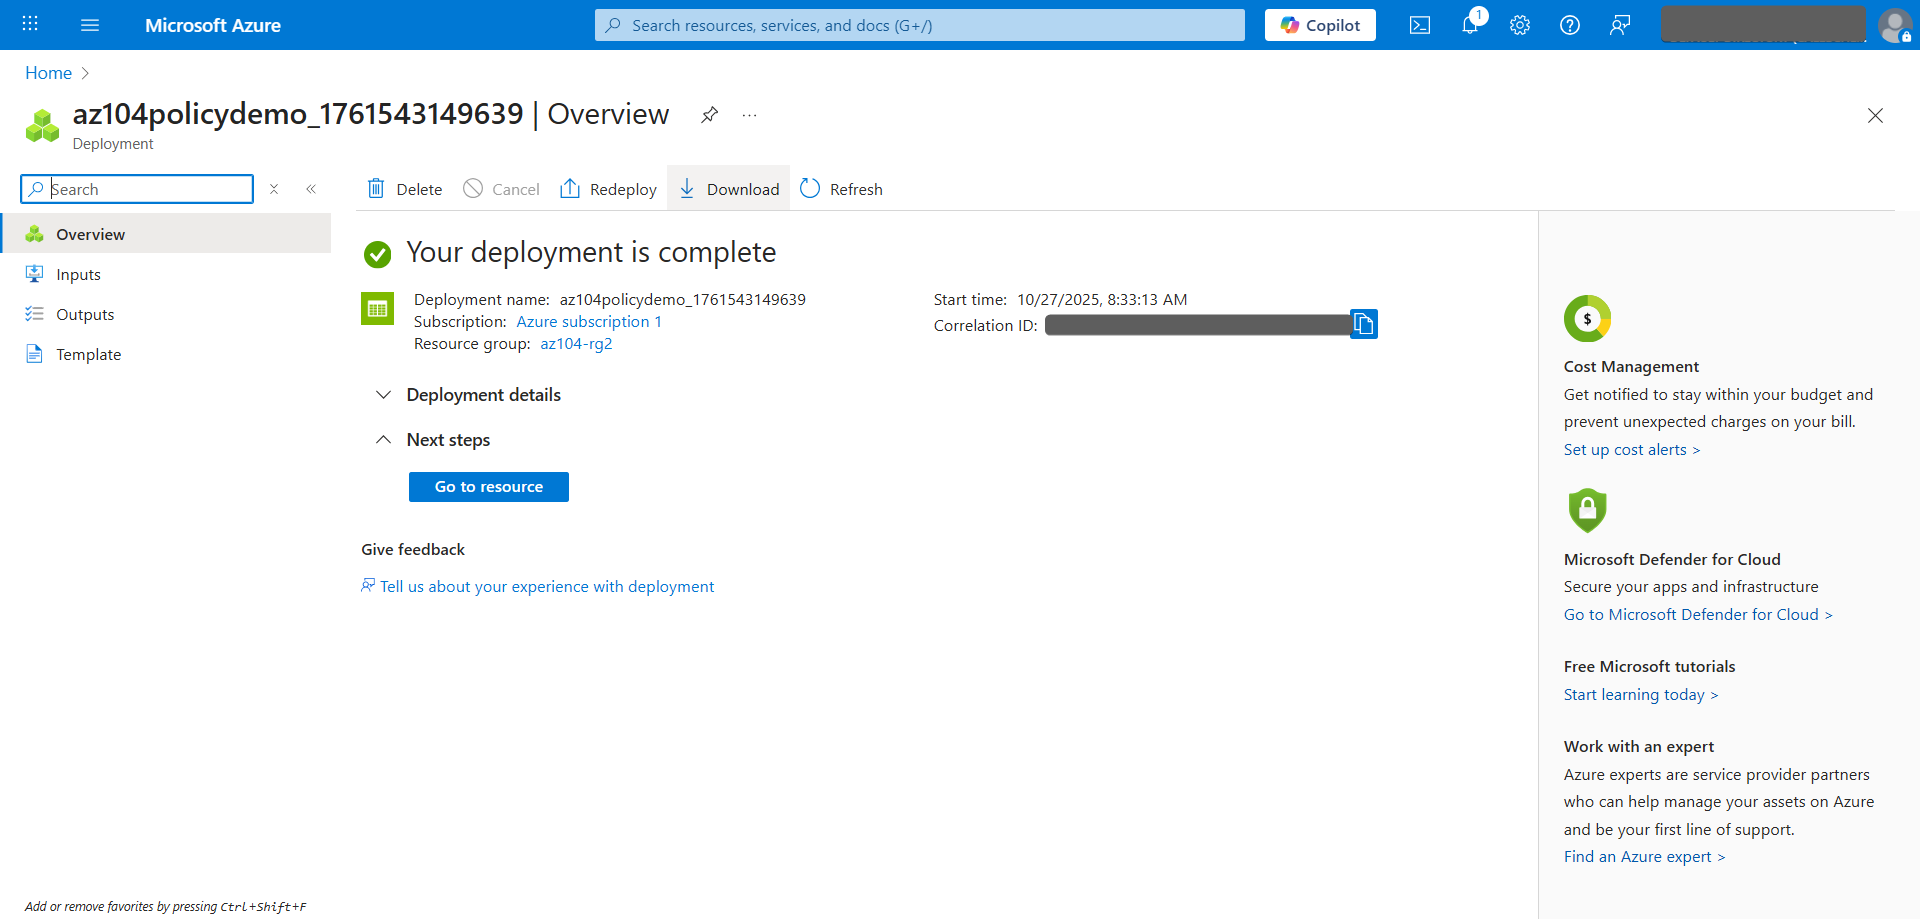 Microsoft Azure
Search resources, services, and docs (G+/)
Copilot
1
Home
az104policydemo_1761543149639 | Overview
...
Deployment
Search
Delete
Cancel
Redeploy
Download
Refresh
Overview
Inputs
Outputs
Template
Your deployment is complete
Deployment name: az104policydemo_1761543149639
Subscription: Azure subscription 1
Resource group: az104-rg2
Start time: 10/27/2025, 8:33:13 AM
Correlation ID:
Deployment details
Next steps
Go to resource
Give feedback
Tell us about your experience with deployment
$
Cost Management
Get notified to stay within your budget and
prevent unexpected charges on your bill.
Set up cost alerts >
Microsoft Defender for Cloud
Secure your apps and infrastructure
Go to Microsoft Defender for Cloud >
Free Microsoft tutorials
Start learning today >
Work with an expert
Azure experts are service provider partners
who can help manage your assets on Azure
and be your first line of support.
Find an Azure expert >
Add or remove favorites by pressing Ctrl+Shift+F